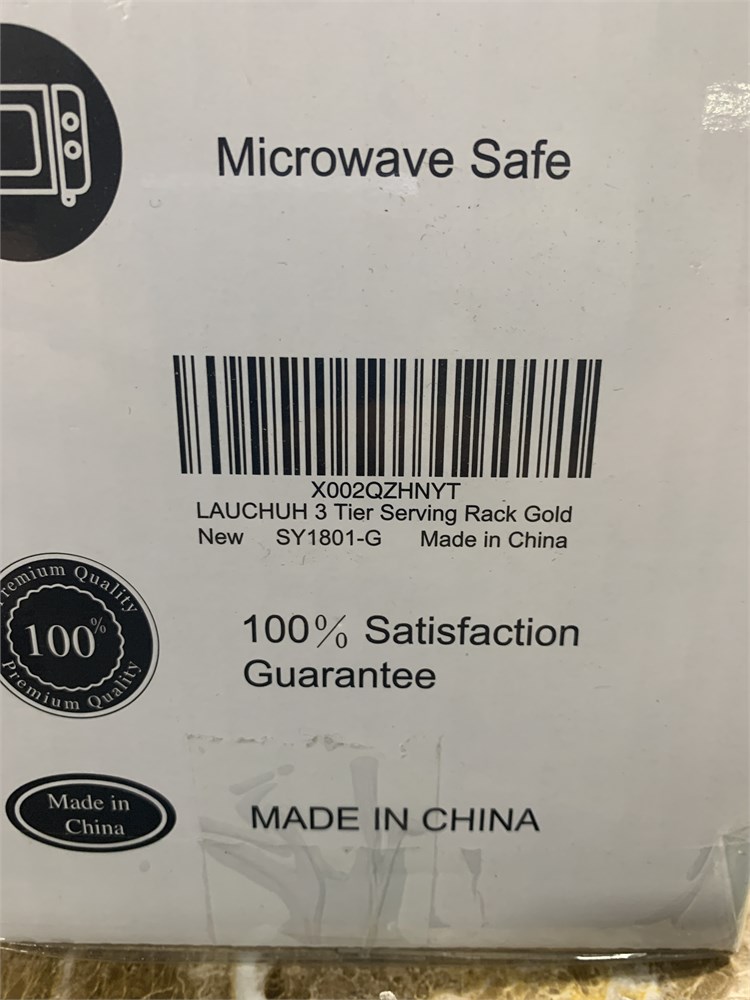 Microwave Safe
X002QZHNYT
LAUCHUH 3 Tier Serving Rack Gold
New SY1801-G Made in China
Premium Quality
100%
Premium Quality
100% Satisfaction
Guarantee
Made in
China
MADE IN CHINA